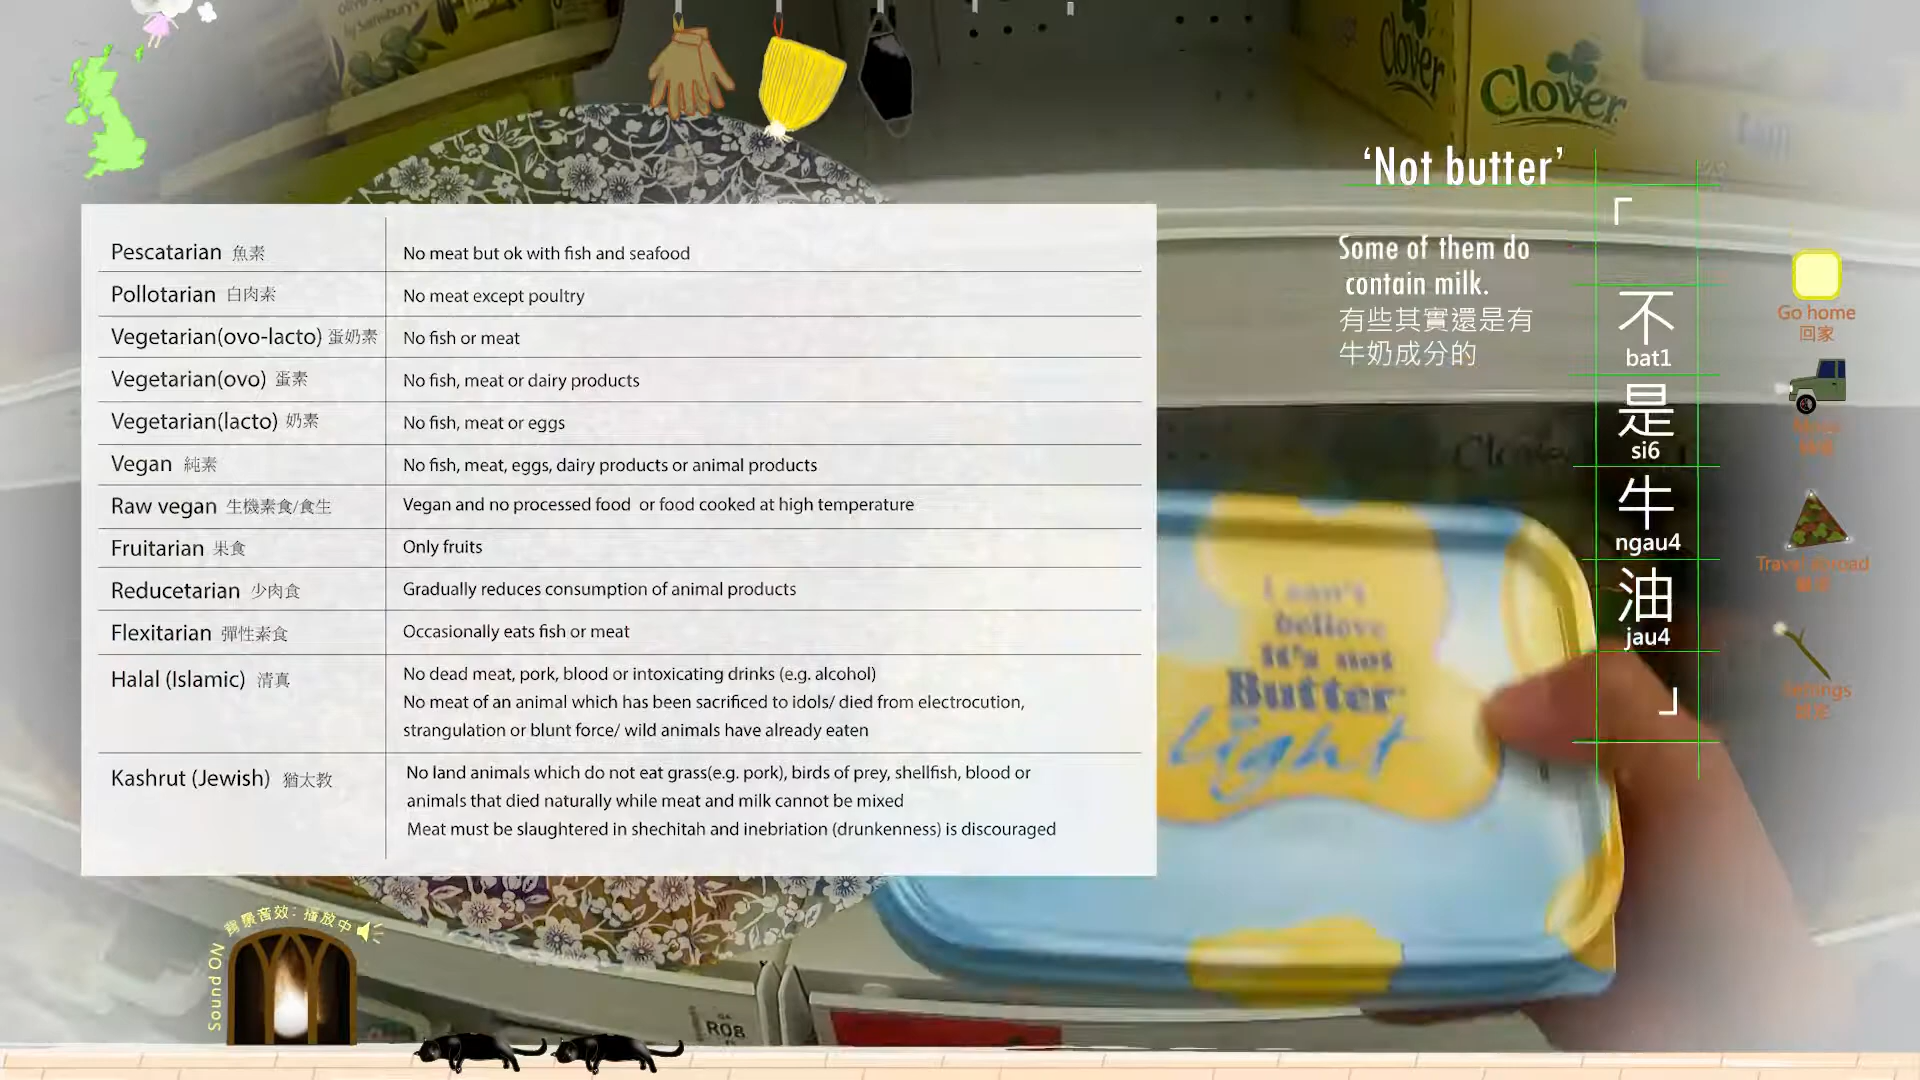 by Sainsbury's
Clover
Clover
'Not butter'
Some of them do
contain milk.
有些其實還是有
牛奶成分的
「
不
bat1
是
si6
牛
ngau4
油
jau4
」
Pescatarian 魚素 No meat but ok with fish and seafood
Pollotarian 白肉素 No meat except poultry
Vegetarian(ovo-lacto) 蛋奶素 No fish or meat
Vegetarian(ovo) 蛋素 No fish, meat or dairy products
Vegetarian(lacto) 奶素 No fish, meat or eggs
Vegan 純素 No fish, meat, eggs, dairy products or animal products
Raw vegan 生機素食/食生 Vegan and no processed food or food cooked at high temperature
Fruitarian 果食 Only fruits
Reducetarian 少肉食 Gradually reduces consumption of animal products
Flexitarian 彈性素食 Occasionally eats fish or meat
Halal (Islamic) 清真 No dead meat, pork, blood or intoxicating drinks (e.g. alcohol)
No meat of an animal which has been sacrificed to idols/ died from electrocution,
strangulation or blunt force/ wild animals have already eaten
Kashrut (Jewish) 猶太教 No land animals which do not eat grass(e.g. pork), birds of prey, shellfish, blood or
animals that died naturally while meat and milk cannot be mixed
Meat must be slaughtered in shechitah and inebriation (drunkenness) is discouraged
I can't
believe
it's not
Butter
Light
Go home
回家
Travel abroad
Settings
Sound ON
背景音效：播放中
R08